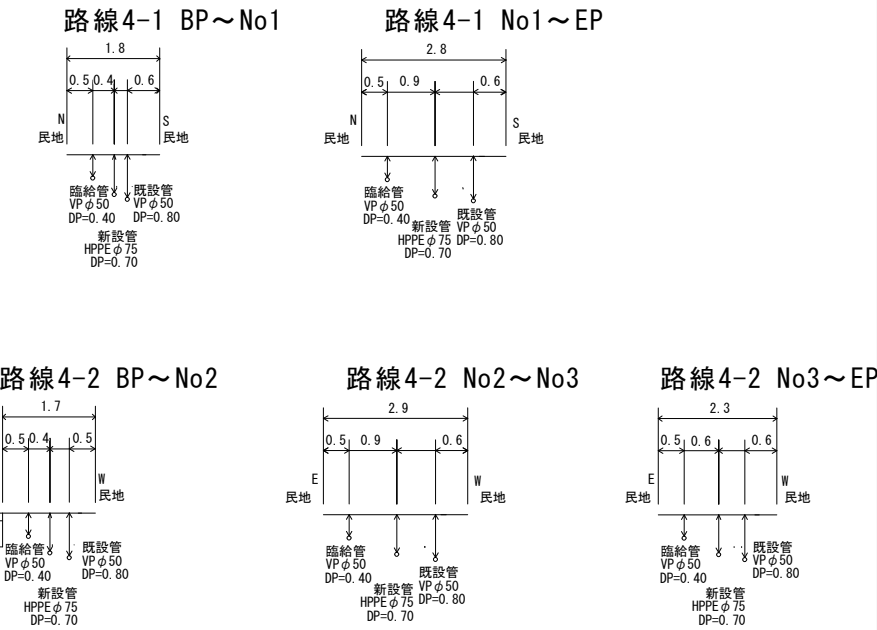 路線4-1 BP～No1
1.8
0.5 0.4 0.6
N
民地
S
民地
臨給管
VPφ50
DP=0.40
既設管
VPφ50
DP=0.80
新設管
HPPEφ75
DP=0.70
路線4-1 No1～EP
2.8
0.5 0.9 0.6
N
民地
S
民地
臨給管
VPφ50
DP=0.40
新設管
HPPEφ75
DP=0.70
既設管
VPφ50
DP=0.80
路線4-2 BP～No2
1.7
0.5 0.4 0.5
W
民地
臨給管
VPφ50
DP=0.40
既設管
VPφ50
DP=0.80
新設管
HPPEφ75
DP=0.70
路線4-2 No2～No3
2.9
0.5 0.9 0.6
E
民地
W
民地
臨給管
VPφ50
DP=0.40
新設管
HPPEφ75
DP=0.70
既設管
VPφ50
DP=0.80
路線4-2 No3～EP
2.3
0.5 0.6 0.6
E
民地
W
民地
臨給管
VPφ50
DP=0.40
既設管
VPφ50
DP=0.80
新設管
HPPEφ75
DP=0.70